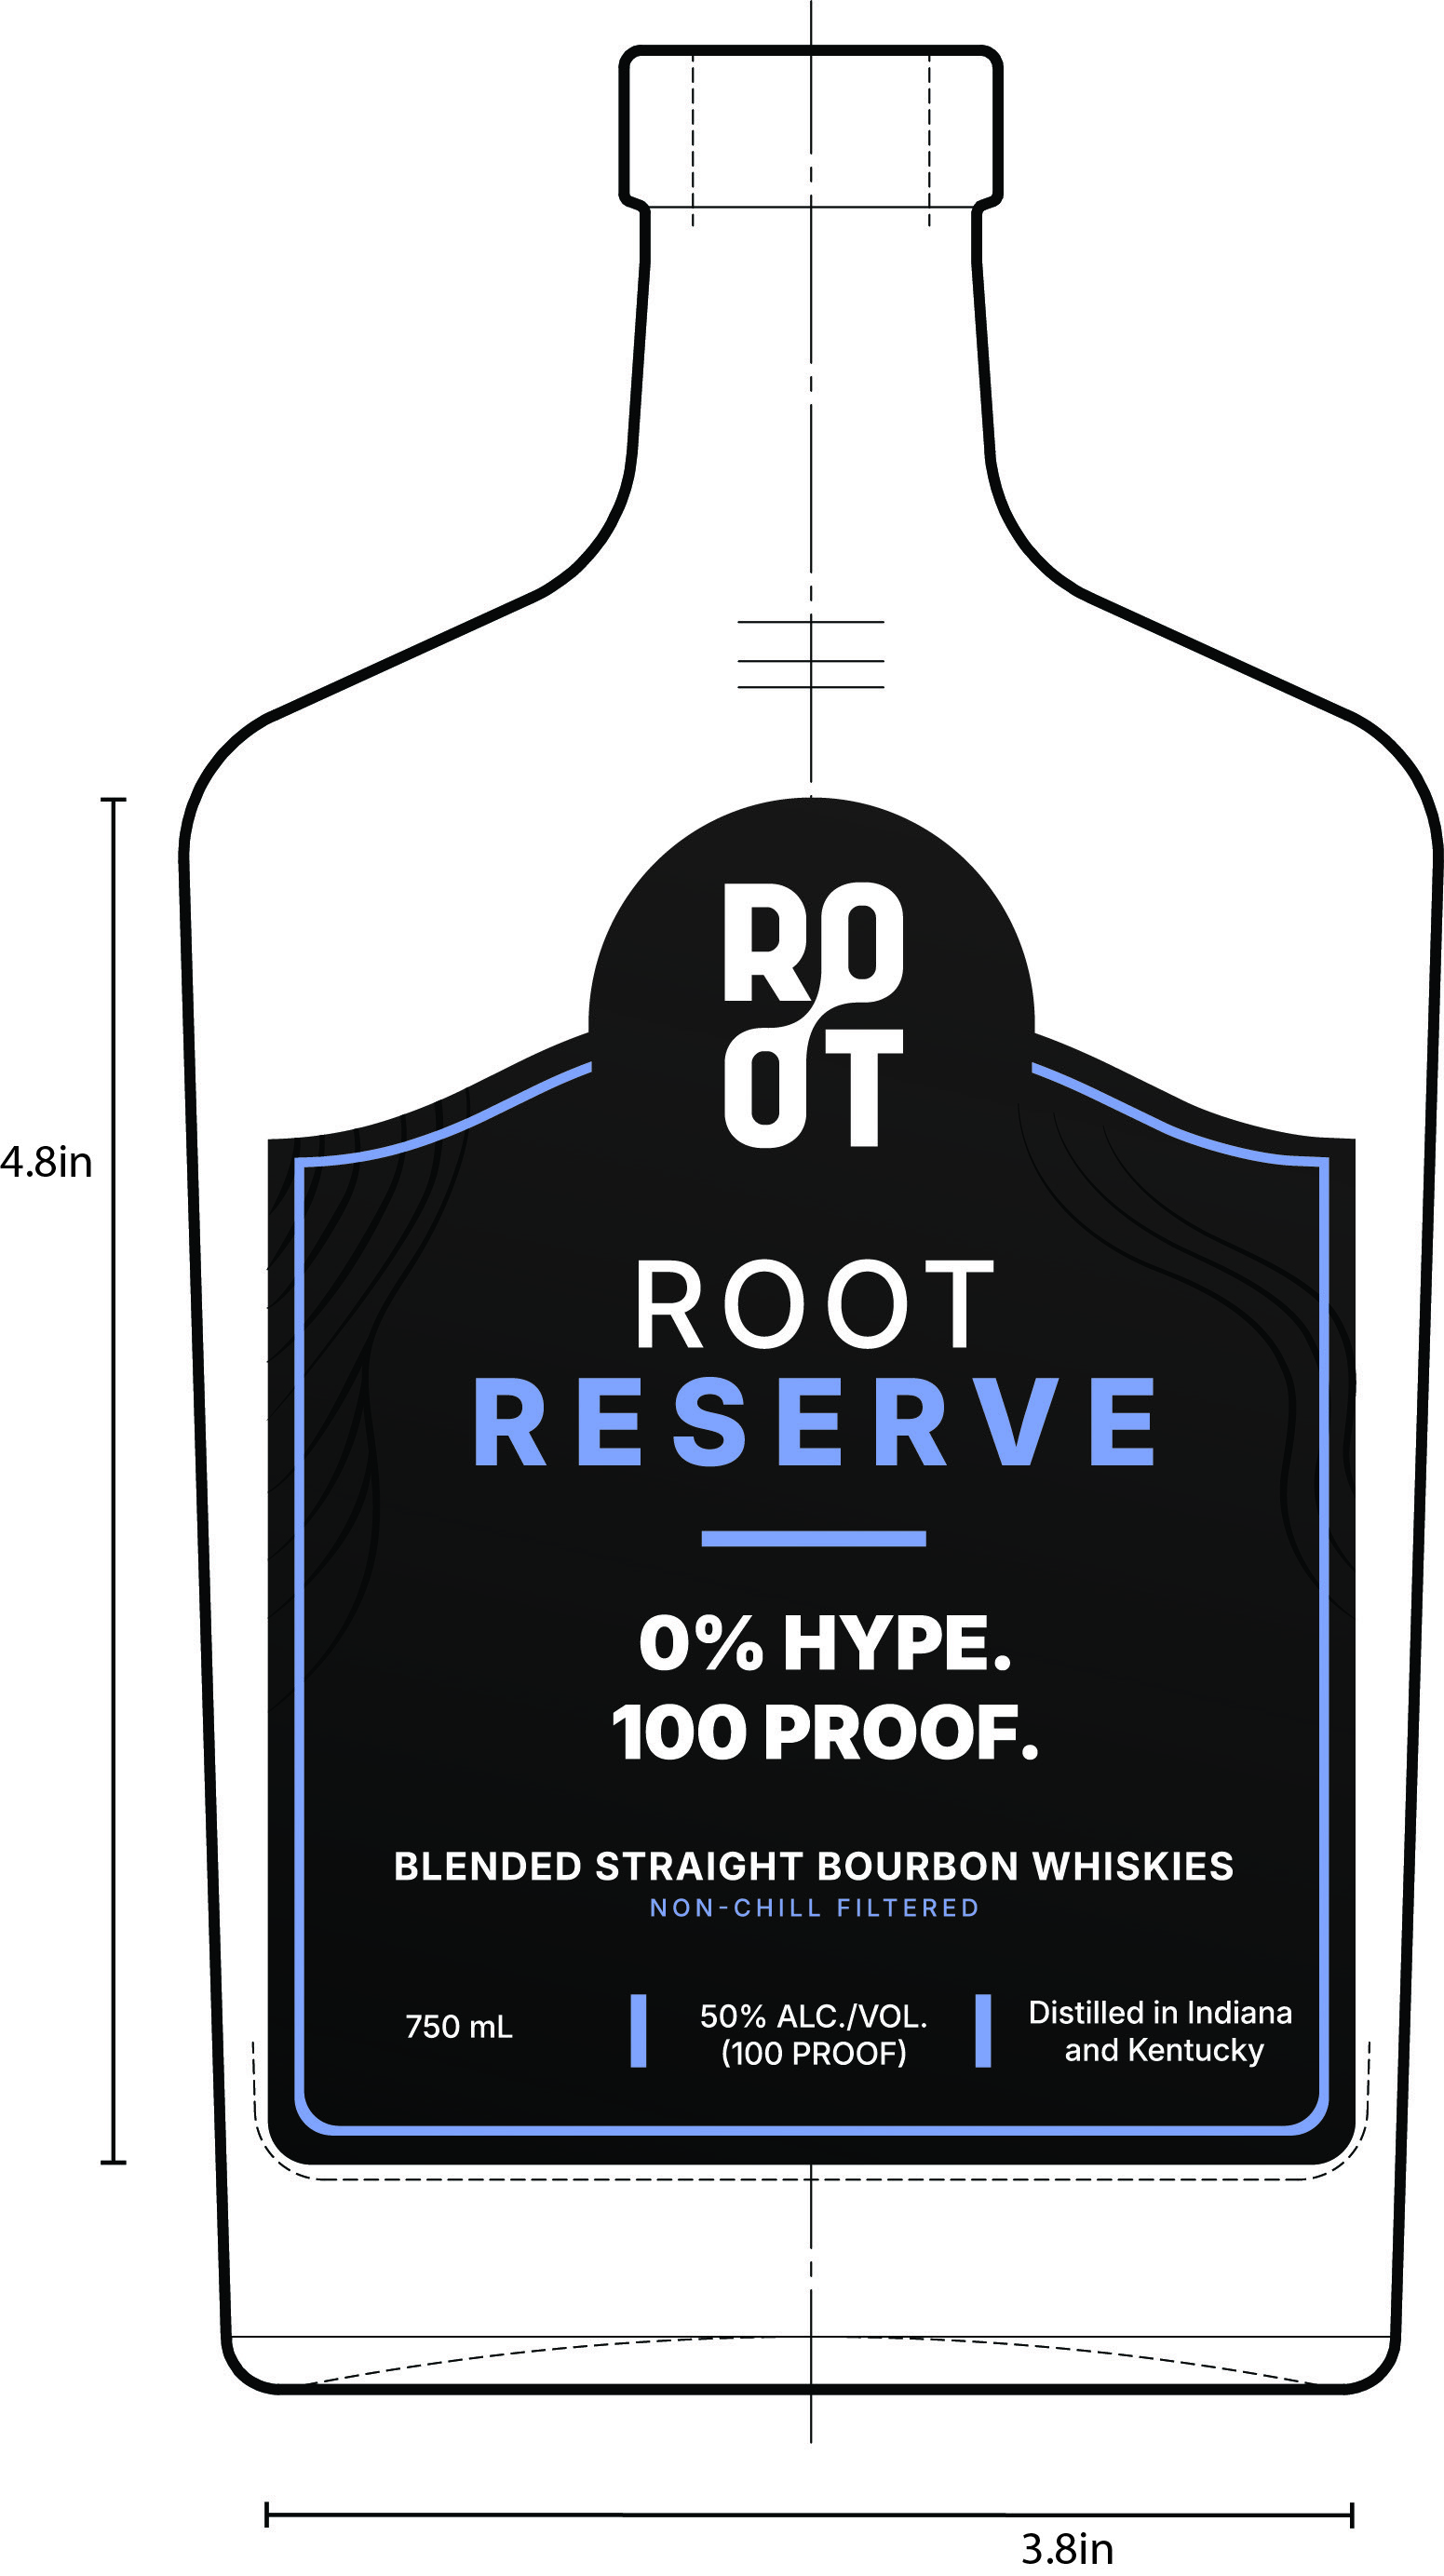 RO
OT
4.8in
ROOT
RESERVE
0% HYPE.
100 PROOF.
BLENDED STRAIGHT BOURBON WHISKIES
NON-CHILL FILTERED
750 mL
50% ALC./VOL.
(100 PROOF)
Distilled in Indiana
and Kentucky
3.8in